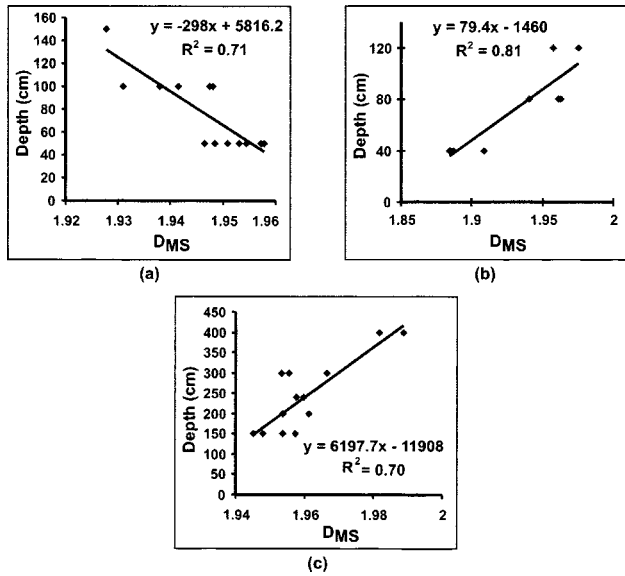 y = -298x + 5816.2
R² = 0.71
Depth (cm)
160
140
120
100
80
60
40
20
0
1.92 1.93 1.94 1.95 1.96
DMS
(a)
y = 79.4x - 1460
R² = 0.81
Depth (cm)
120
80
40
0
1.85 1.9 1.95 2
DMS
(b)
Depth (cm)
450
400
350
300
250
200
150
100
50
0
y = 6197.7x - 11908
R² = 0.70
1.94 1.96 1.98 2
DMS
(c)